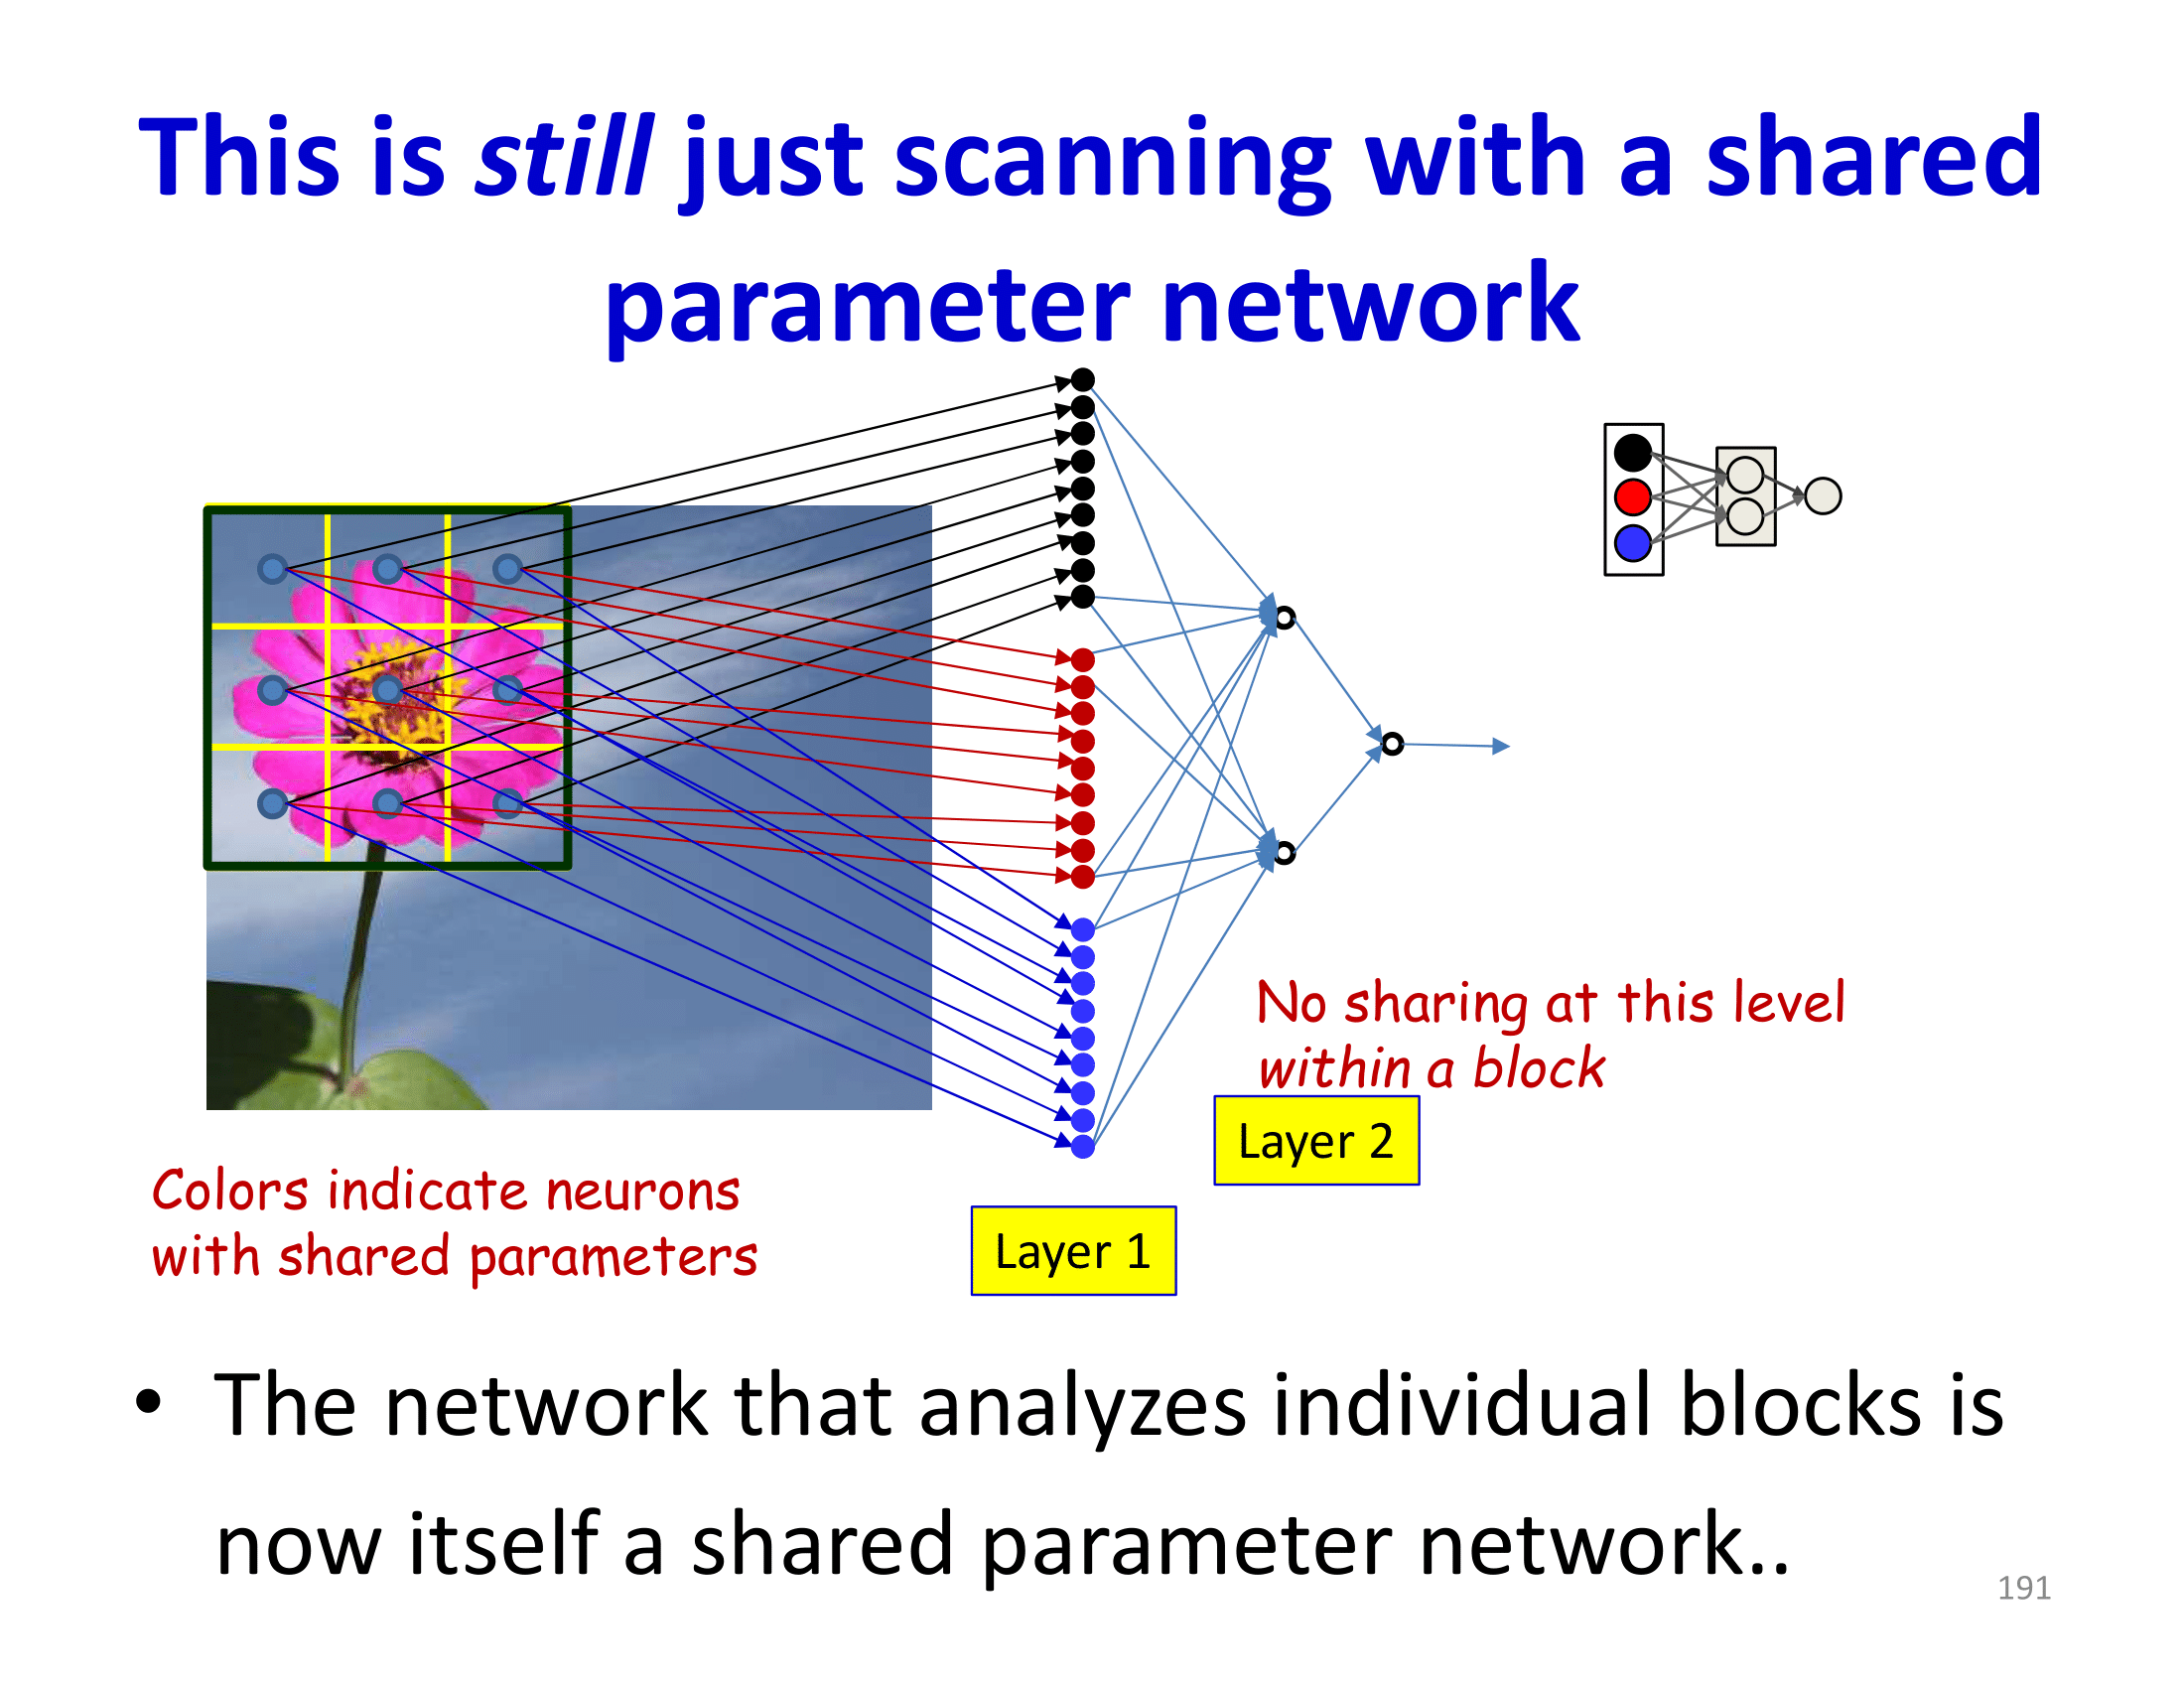 This is still just scanning with a shared
parameter network
No sharing at this level
within a block
Layer 2
Colors indicate neurons
with shared parameters
Layer 1
• The network that analyzes individual blocks is
now itself a shared parameter network..
191